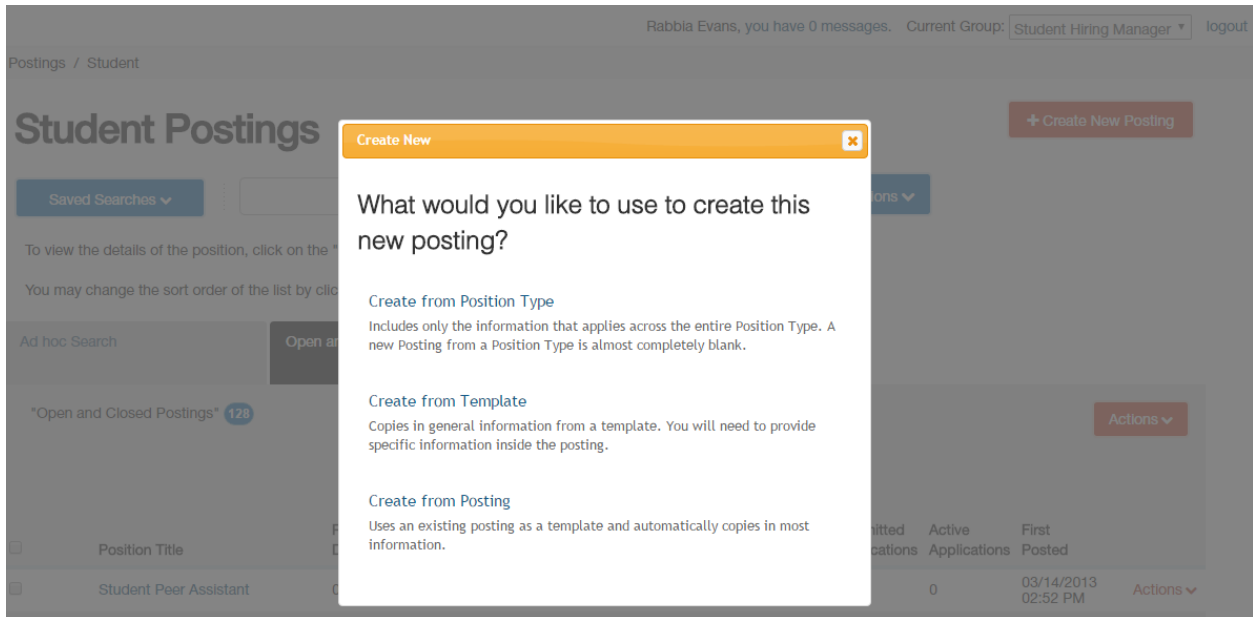 Rabbia Evans, you have 0 messages. Current Group: Student Hiring Manager logout
Postings / Student
Student Postings
+ Create New Posting
Create New
Saved Searches
What would you like to use to create this
new posting?
To view the details of the position, click on the "
You may change the sort order of the list by clic
Create from Position Type
Includes only the information that applies across the entire Position Type. A
new Posting from a Position Type is almost completely blank.
Ad hoc Search
Open
"Open and Closed Postings" 128
Create from Template
Copies in general information from a template. You will need to provide
specific information inside the posting.
Actions
Create from Posting
Uses an existing posting as a template and automatically copies in most
information.
Position Title
Active
Applications
First
Posted
Student Peer Assistant
0
03/14/2013
02:52 PM
Actions